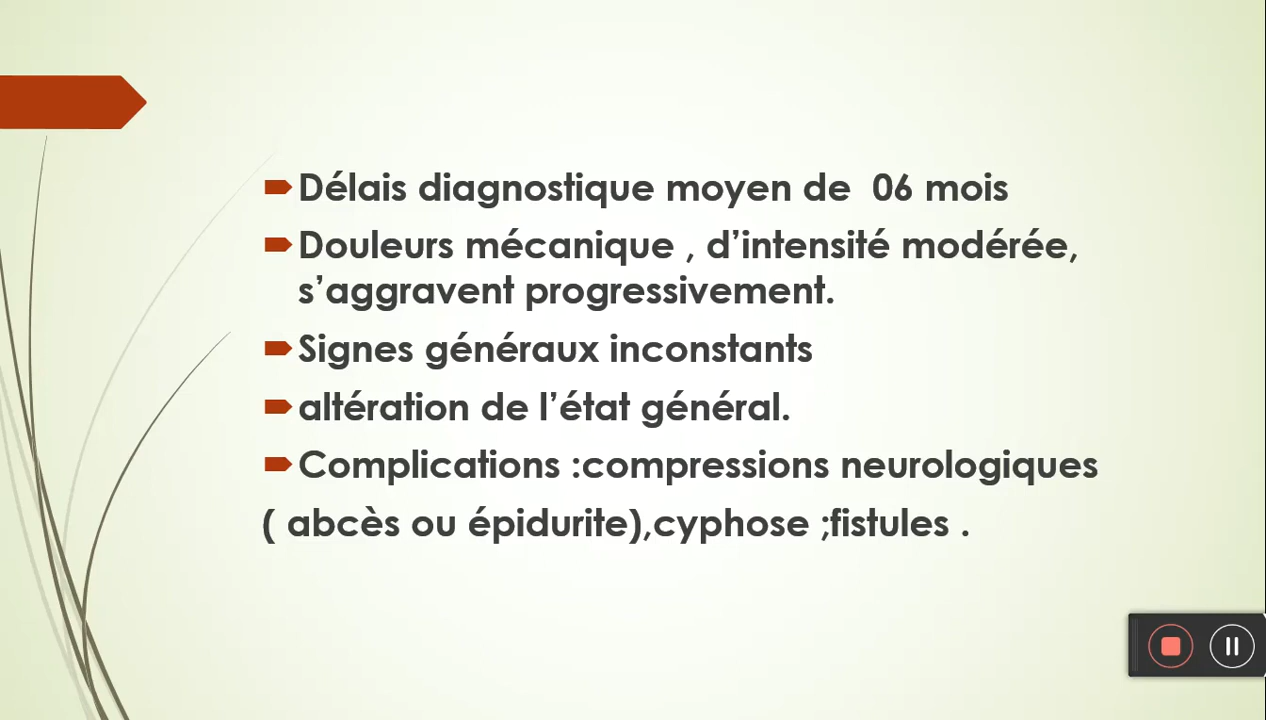 Délais diagnostique moyen de 06 mois
Douleurs mécanique , d’intensité modérée,
s’aggravent progressivement.
Signes généraux inconstants
altération de l’état général.
Complications :compressions neurologiques
( abcès ou épidurite),cyphose ;fistules .